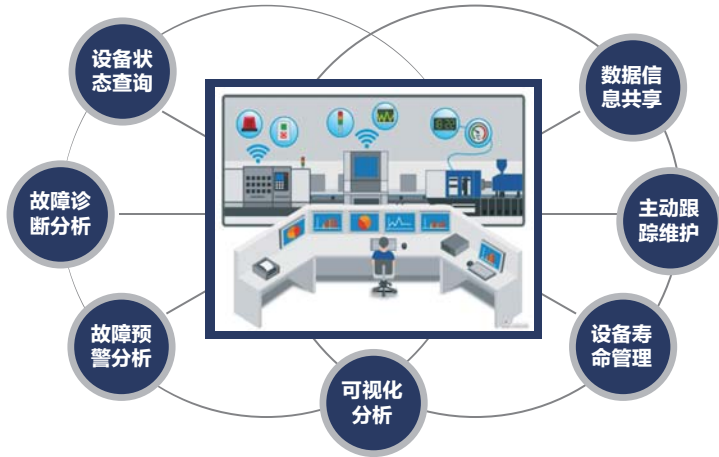 设备状
态查询
数据信
息共享
故障诊
断分析
主动跟
踪维护
故障预
警分析
设备寿
命管理
可视化
分析